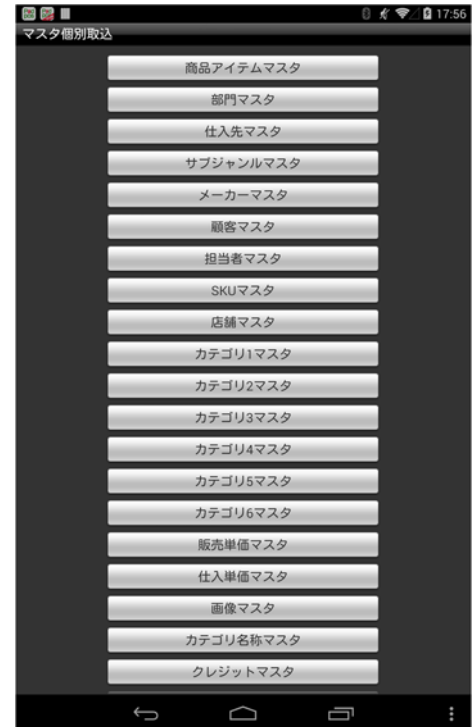 17:56
マスタ個別取込
商品アイテムマスタ
部門マスタ
仕入先マスタ
サブジャンルマスタ
メーカーマスタ
顧客マスタ
担当者マスタ
SKUマスタ
店舗マスタ
カテゴリ1マスタ
カテゴリ2マスタ
カテゴリ3マスタ
カテゴリ4マスタ
カテゴリ5マスタ
カテゴリ6マスタ
販売単価マスタ
仕入単価マスタ
画像マスタ
カテゴリ名称マスタ
クレジットマスタ